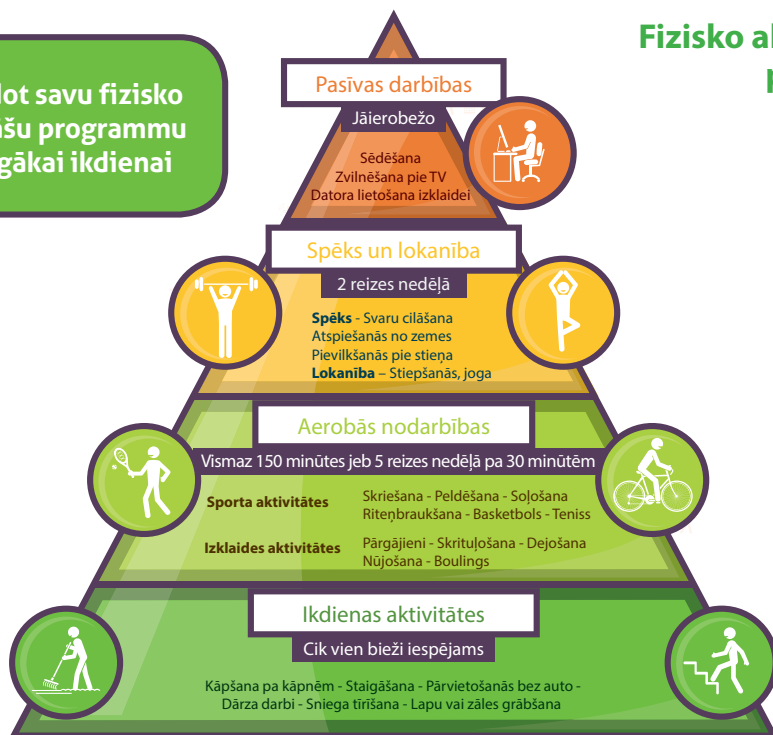 Fizisko
lot savu fizisko
programmu
ikdienai
Pasīvas darbības
Jāierobežo
Sēdēšana
Zvilnēšana pie TV
Datora lietošana izklaidei
Spēks un lokanība
2 reizes nedēļā
Spēks - Svaru cilāšana
Atspiešanās no zemes
Pievilkšanās pie stieņa
Lokanība – Stiepšanās, joga
Aerobās nodarbības
Vismaz 150 minūtes jeb 5 reizes nedēļā pa 30 minūtēm
Sporta aktivitātes
Skriešana - Peldēšana - Soļošana
Riteņbraukšana - Basketbols - Teniss
Izklaides aktivitātes
Pārgājieni - Skrituļošana - Dejošana
Nūjošana - Boulings
Ikdienas aktivitātes
Cik vien bieži iespējams
Kāpšana pa kāpnēm - Staigāšana - Pārvietošanās bez auto -
Dārza darbi - Sniega tīrīšana - Lapu vai zāles grābšana